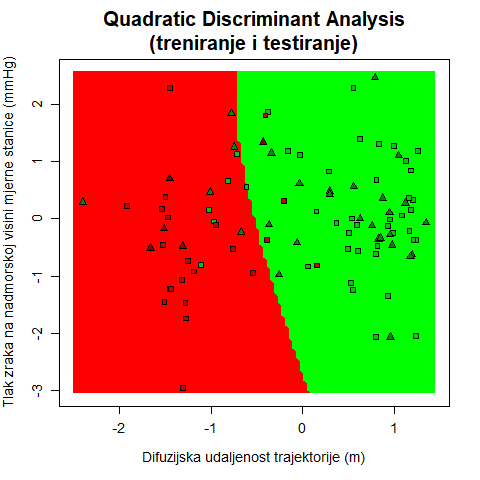 Quadratic Discriminant Analysis
(treniranje i testiranje)
Tlak zraka na nadmorskoj visini mjerne stanice (mmHg)
2
1
0
-1
-2
-3
-2
-1
0
1
Difuzijska udaljenost trajektorije (m)